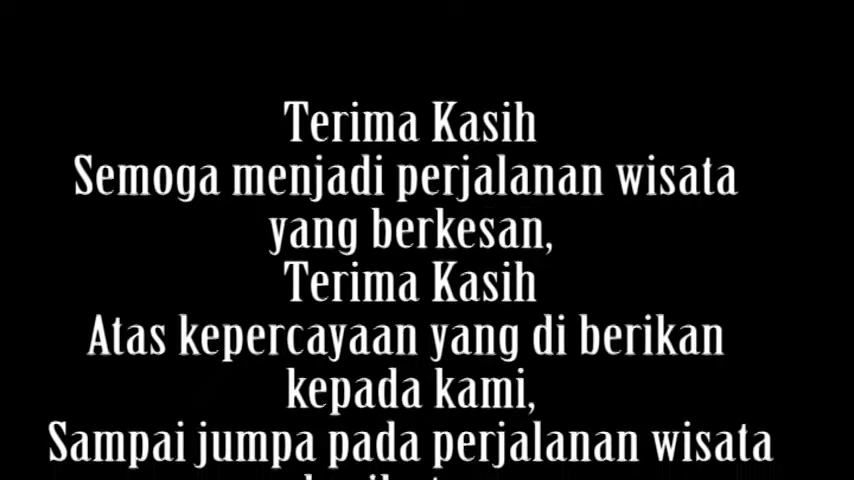 Terima Kasih
Semoga menjadi perjalanan wisata
yang berkesan,
Terima Kasih
Atas kepercayaan yang di berikan
kepada kami,
Sampai jumpa pada perjalanan wisata